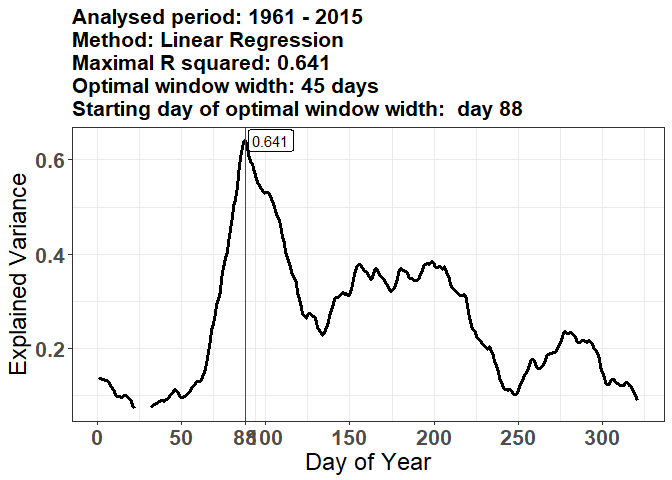 Analysed period: 1961 - 2015
Method: Linear Regression
Maximal R squared: 0.641
Optimal window width: 45 days
Starting day of optimal window width:  day 88
0.641
0.6
0.4
0.2
Explained Variance
0 50 88 100 150 200 250 300
Day of Year